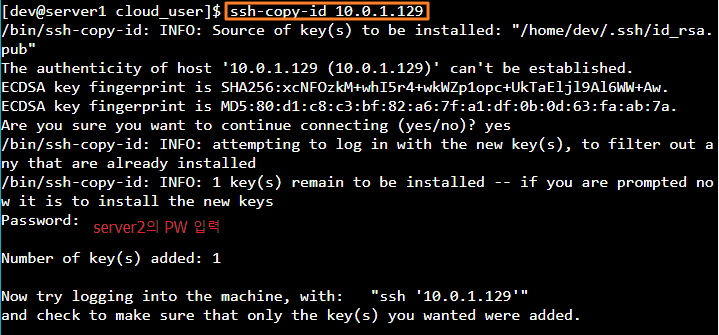 [dev@server1 cloud_user]$ ssh-copy-id 10.0.1.129
/bin/ssh-copy-id: INFO: Source of key(s) to be installed: "/home/dev/.ssh/id_rsa.
pub"
The authenticity of host '10.0.1.129 (10.0.1.129)' can't be established.
ECDSA key fingerprint is SHA256:xcNFOzkM+whI5r4+wkWZp1opc+UkTaEljl9Al6WW+Aw.
ECDSA key fingerprint is MD5:80:d1:c8:c3:bf:82:a6:7f:a1:df:0b:0d:63:fa:ab:7a.
Are you sure you want to continue connecting (yes/no)? yes
/bin/ssh-copy-id: INFO: attempting to log in with the new key(s), to filter out a
ny that are already installed
/bin/ssh-copy-id: INFO: 1 key(s) remain to be installed -- if you are prompted no
w it is to install the new keys
Password: server2의 PW 입력
Number of key(s) added: 1
Now try logging into the machine, with:   "ssh '10.0.1.129'"
and check to make sure that only the key(s) you wanted were added.